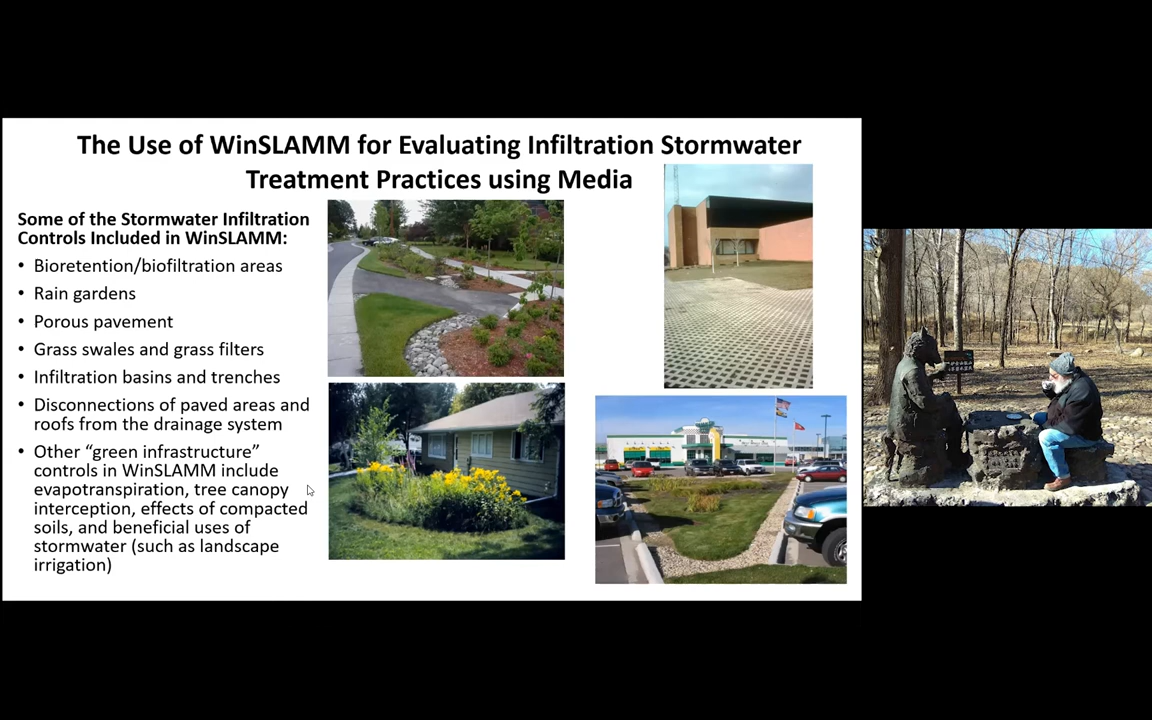 The Use of WinSLAMM for Evaluating Infiltration Stormwater
Treatment Practices using Media
Some of the Stormwater Infiltration
Controls Included in WinSLAMM:
• Bioretention/biofiltration areas
• Rain gardens
• Porous pavement
• Grass swales and grass filters
• Infiltration basins and trenches
• Disconnections of paved areas and
roofs from the drainage system
• Other “green infrastructure”
controls in WinSLAMM include
evapotranspiration, tree canopy
interception, effects of compacted
soils, and beneficial uses of
stormwater (such as landscape
irrigation)